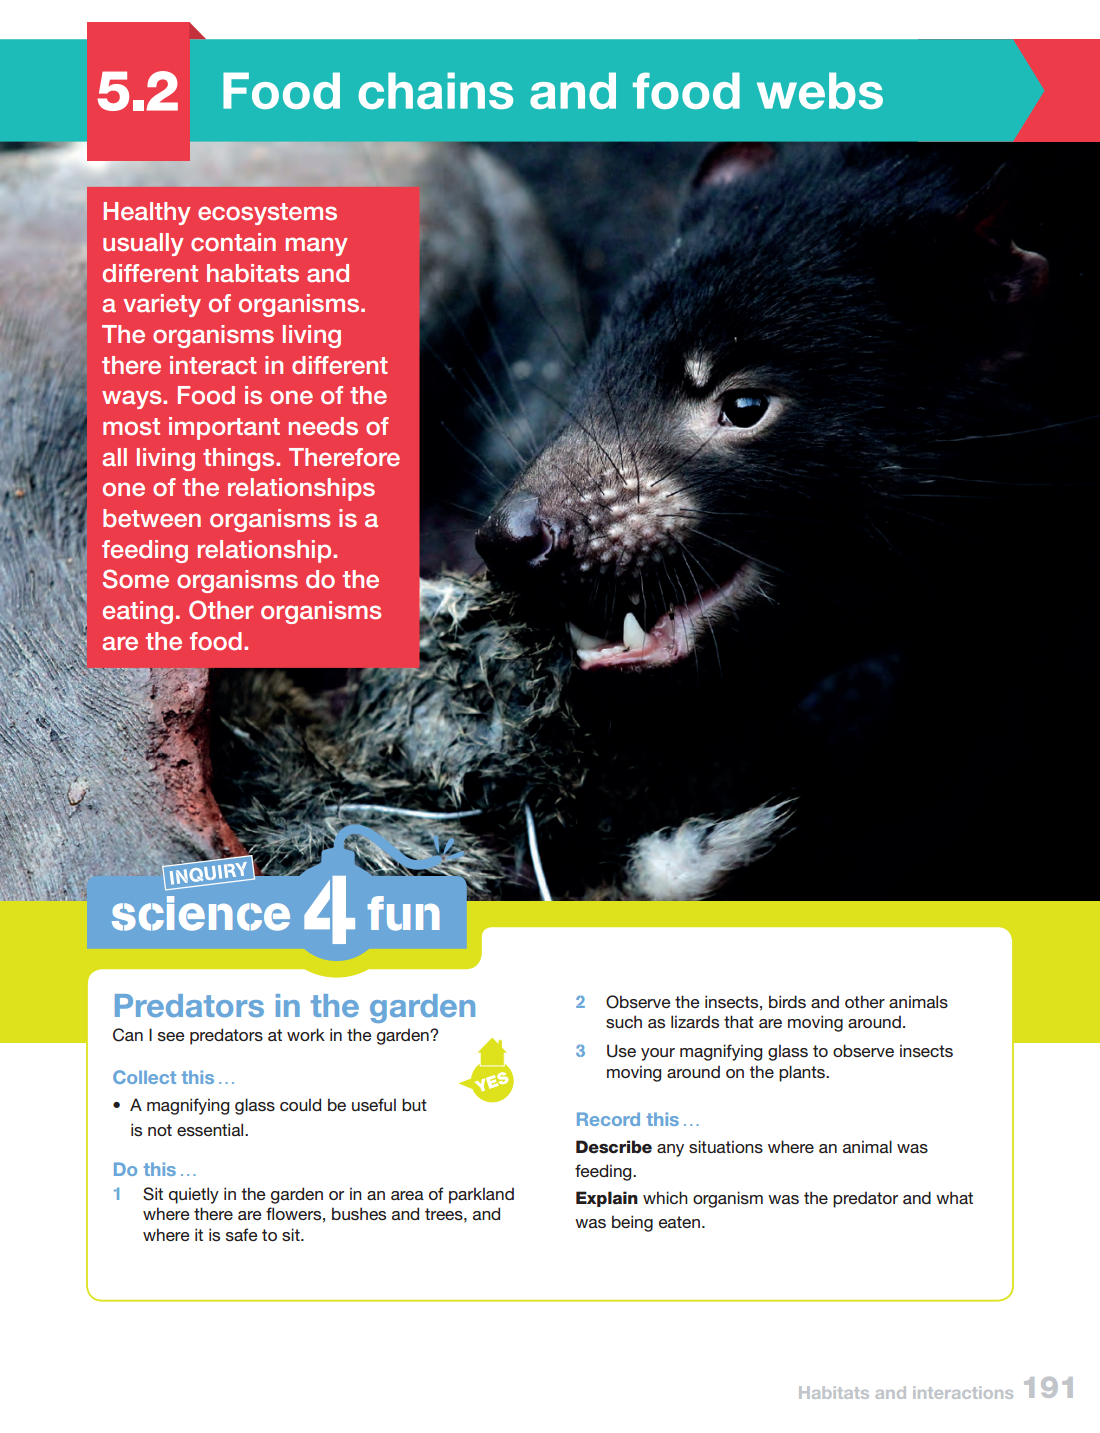 5.2
Food chains and food webs
Healthy ecosystems
usually contain many
different habitats and
a variety of organisms.
The organisms living
there interact in different
ways. Food is one of the
most important needs of
all living things. Therefore
one of the relationships
between organisms is a
feeding relationship.
Some organisms do the
eating. Other organisms
are the food.
INQUIRY
science 4 fun
Predators in the garden
Can I see predators at work in the garden?
YES
Collect this …
• A magnifying glass could be useful but
is not essential.
Do this …
1 Sit quietly in the garden or in an area of parkland
where there are flowers, bushes and trees, and
where it is safe to sit.
2 Observe the insects, birds and other animals
such as lizards that are moving around.
3 Use your magnifying glass to observe insects
moving around on the plants.
Record this …
Describe any situations where an animal was
feeding.
Explain which organism was the predator and what
was being eaten.
Habitats and interactions 191